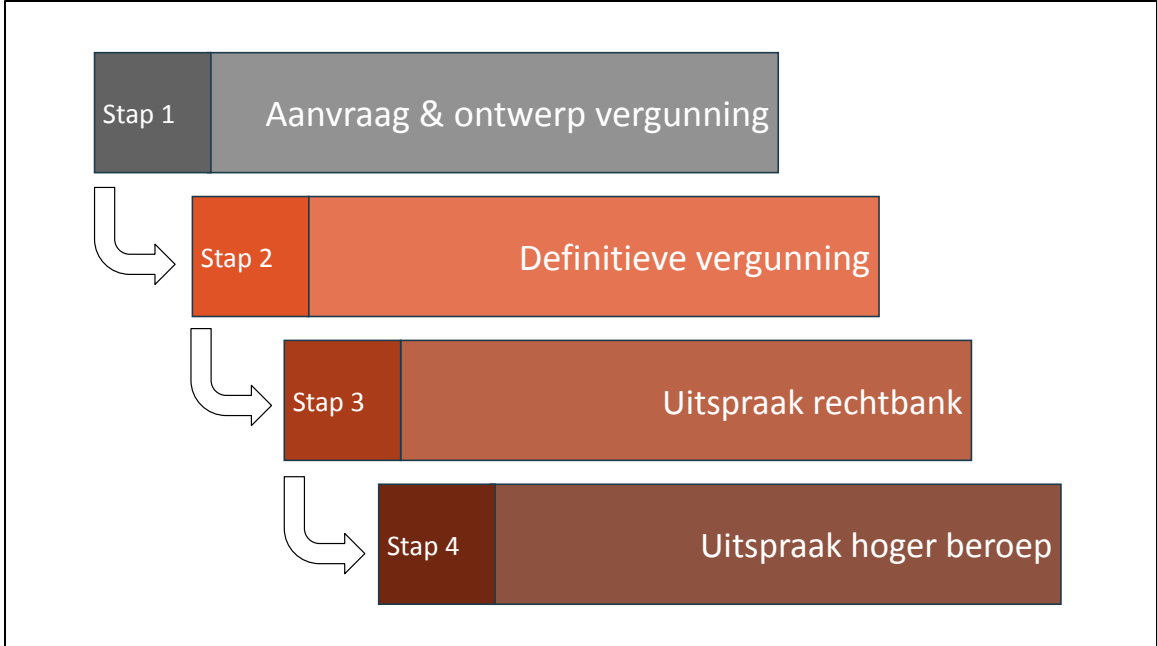 Stap 1
Aanvraag & ontwerp vergunning
Stap 2
Definitieve vergunning
Stap 3
Uitspraak rechtbank
Stap 4
Uitspraak hoger beroep